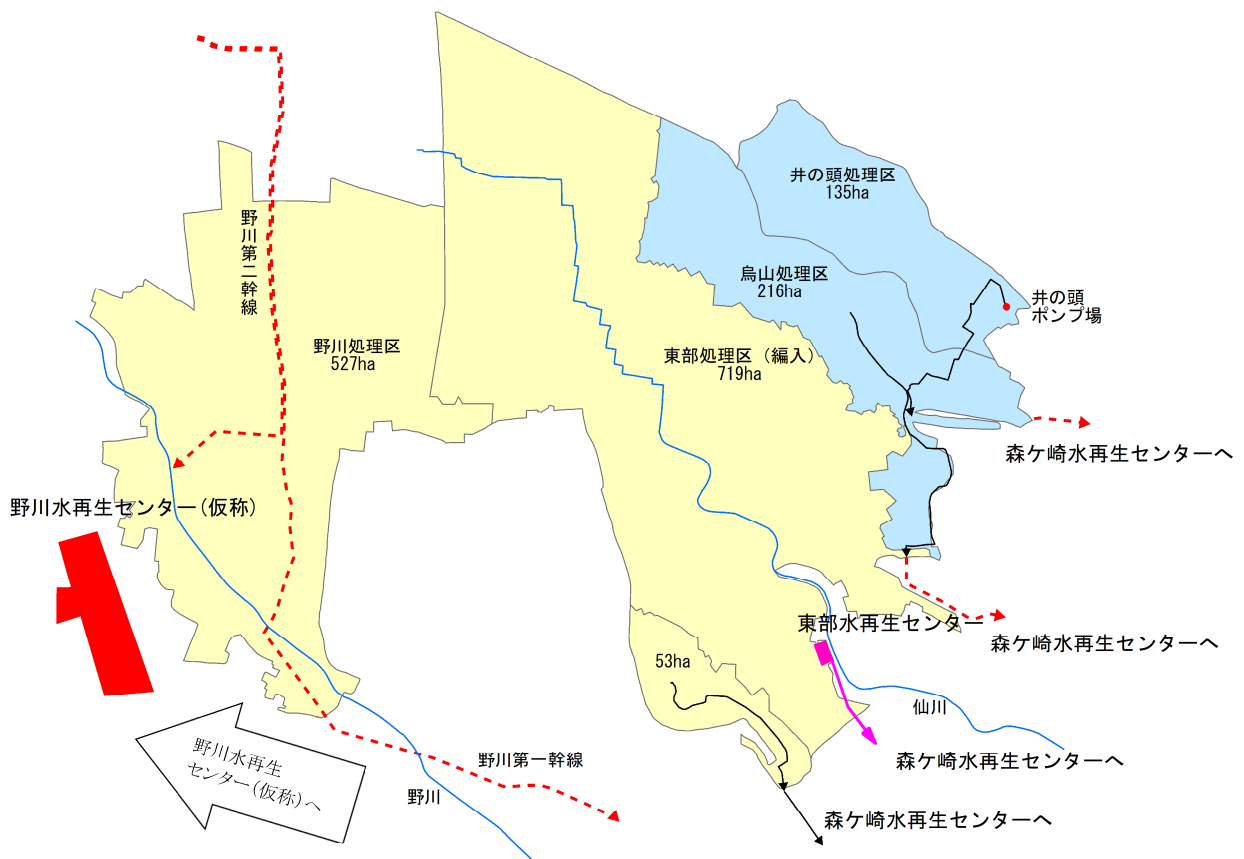 井の頭処理区
135ha
野川第二幹線
烏山処理区
216ha
井の頭
ポンプ場
野川処理区
527ha
東部処理区（編入）
719ha
森ケ崎水再生センターへ
野川水再生センター(仮称)
東部水再生センター
森ケ崎水再生センターへ
53ha
仙川
野川水再生
センター(仮称)へ
野川第一幹線
森ケ崎水再生センターへ
野川
森ケ崎水再生センターへ